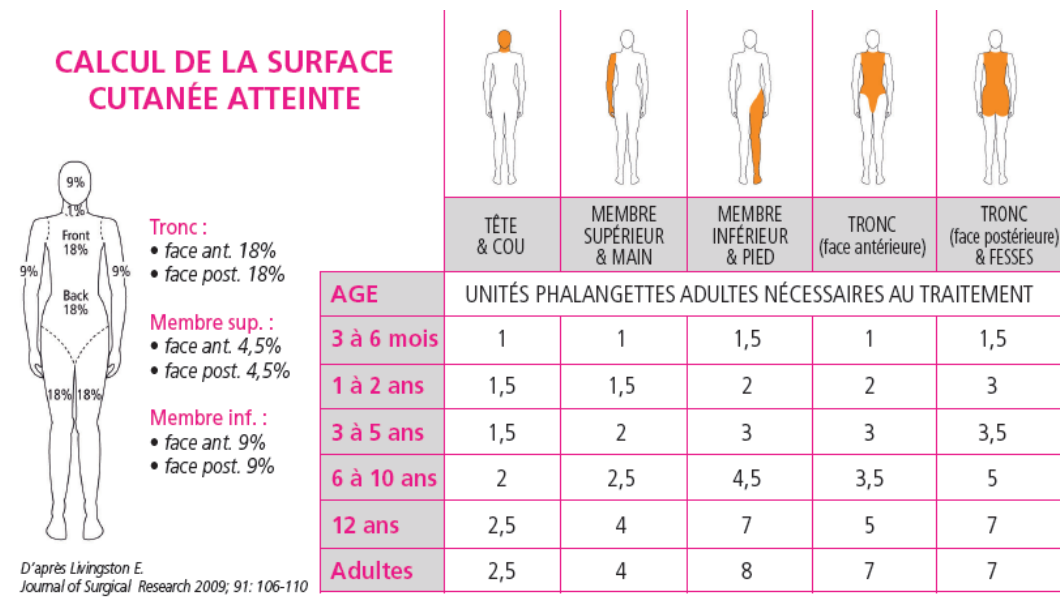 CALCUL DE LA SURFACE
CUTANÉE ATTEINTE
9%
1%
Front
18%
9%
9%
Back
18%
18%
18%
Tronc :
• face ant. 18%
• face post. 18%
Membre sup. :
• face ant. 4,5%
• face post. 4,5%
Membre inf. :
• face ant. 9%
• face post. 9%
D'après Livingston E.
Journal of Surgical Research 2009; 91: 106-110
TÊTE
& COU
MEMBRE
SUPÉRIEUR
& MAIN
MEMBRE
INFÉRIEUR
& PIED
TRONC
(face antérieure)
TRONC
(face postérieure)
& FESSES
AGE UNITÉS PHALANGETTES ADULTES NÉCESSAIRES AU TRAITEMENT
3 à 6 mois 1 1 1,5 1 1,5
1 à 2 ans 1,5 1,5 2 2 3
3 à 5 ans 1,5 2 3 3 3,5
6 à 10 ans 2 2,5 4,5 3,5 5
12 ans 2,5 4 7 5 7
Adultes 2,5 4 8 7 7